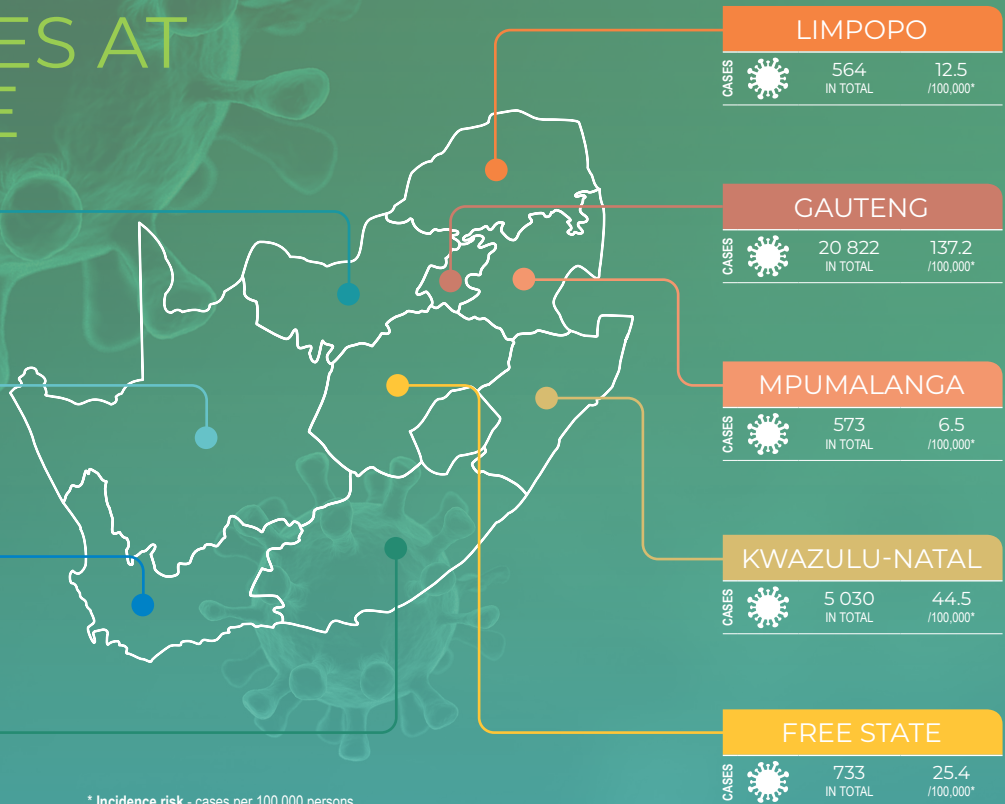 ES AT
E
LIMPOPO
CASES
564 12.5
IN TOTAL /100,000*
GAUTENG
CASES
20 822 137.2
IN TOTAL /100,000*
MPUMALANGA
CASES
573 6.5
IN TOTAL /100,000*
KWAZULU-NATAL
CASES
5 030 44.5
IN TOTAL /100,000*
FREE STATE
CASES
733 25.4
IN TOTAL /100,000*
* Incidence risk - cases per 100 000 persons